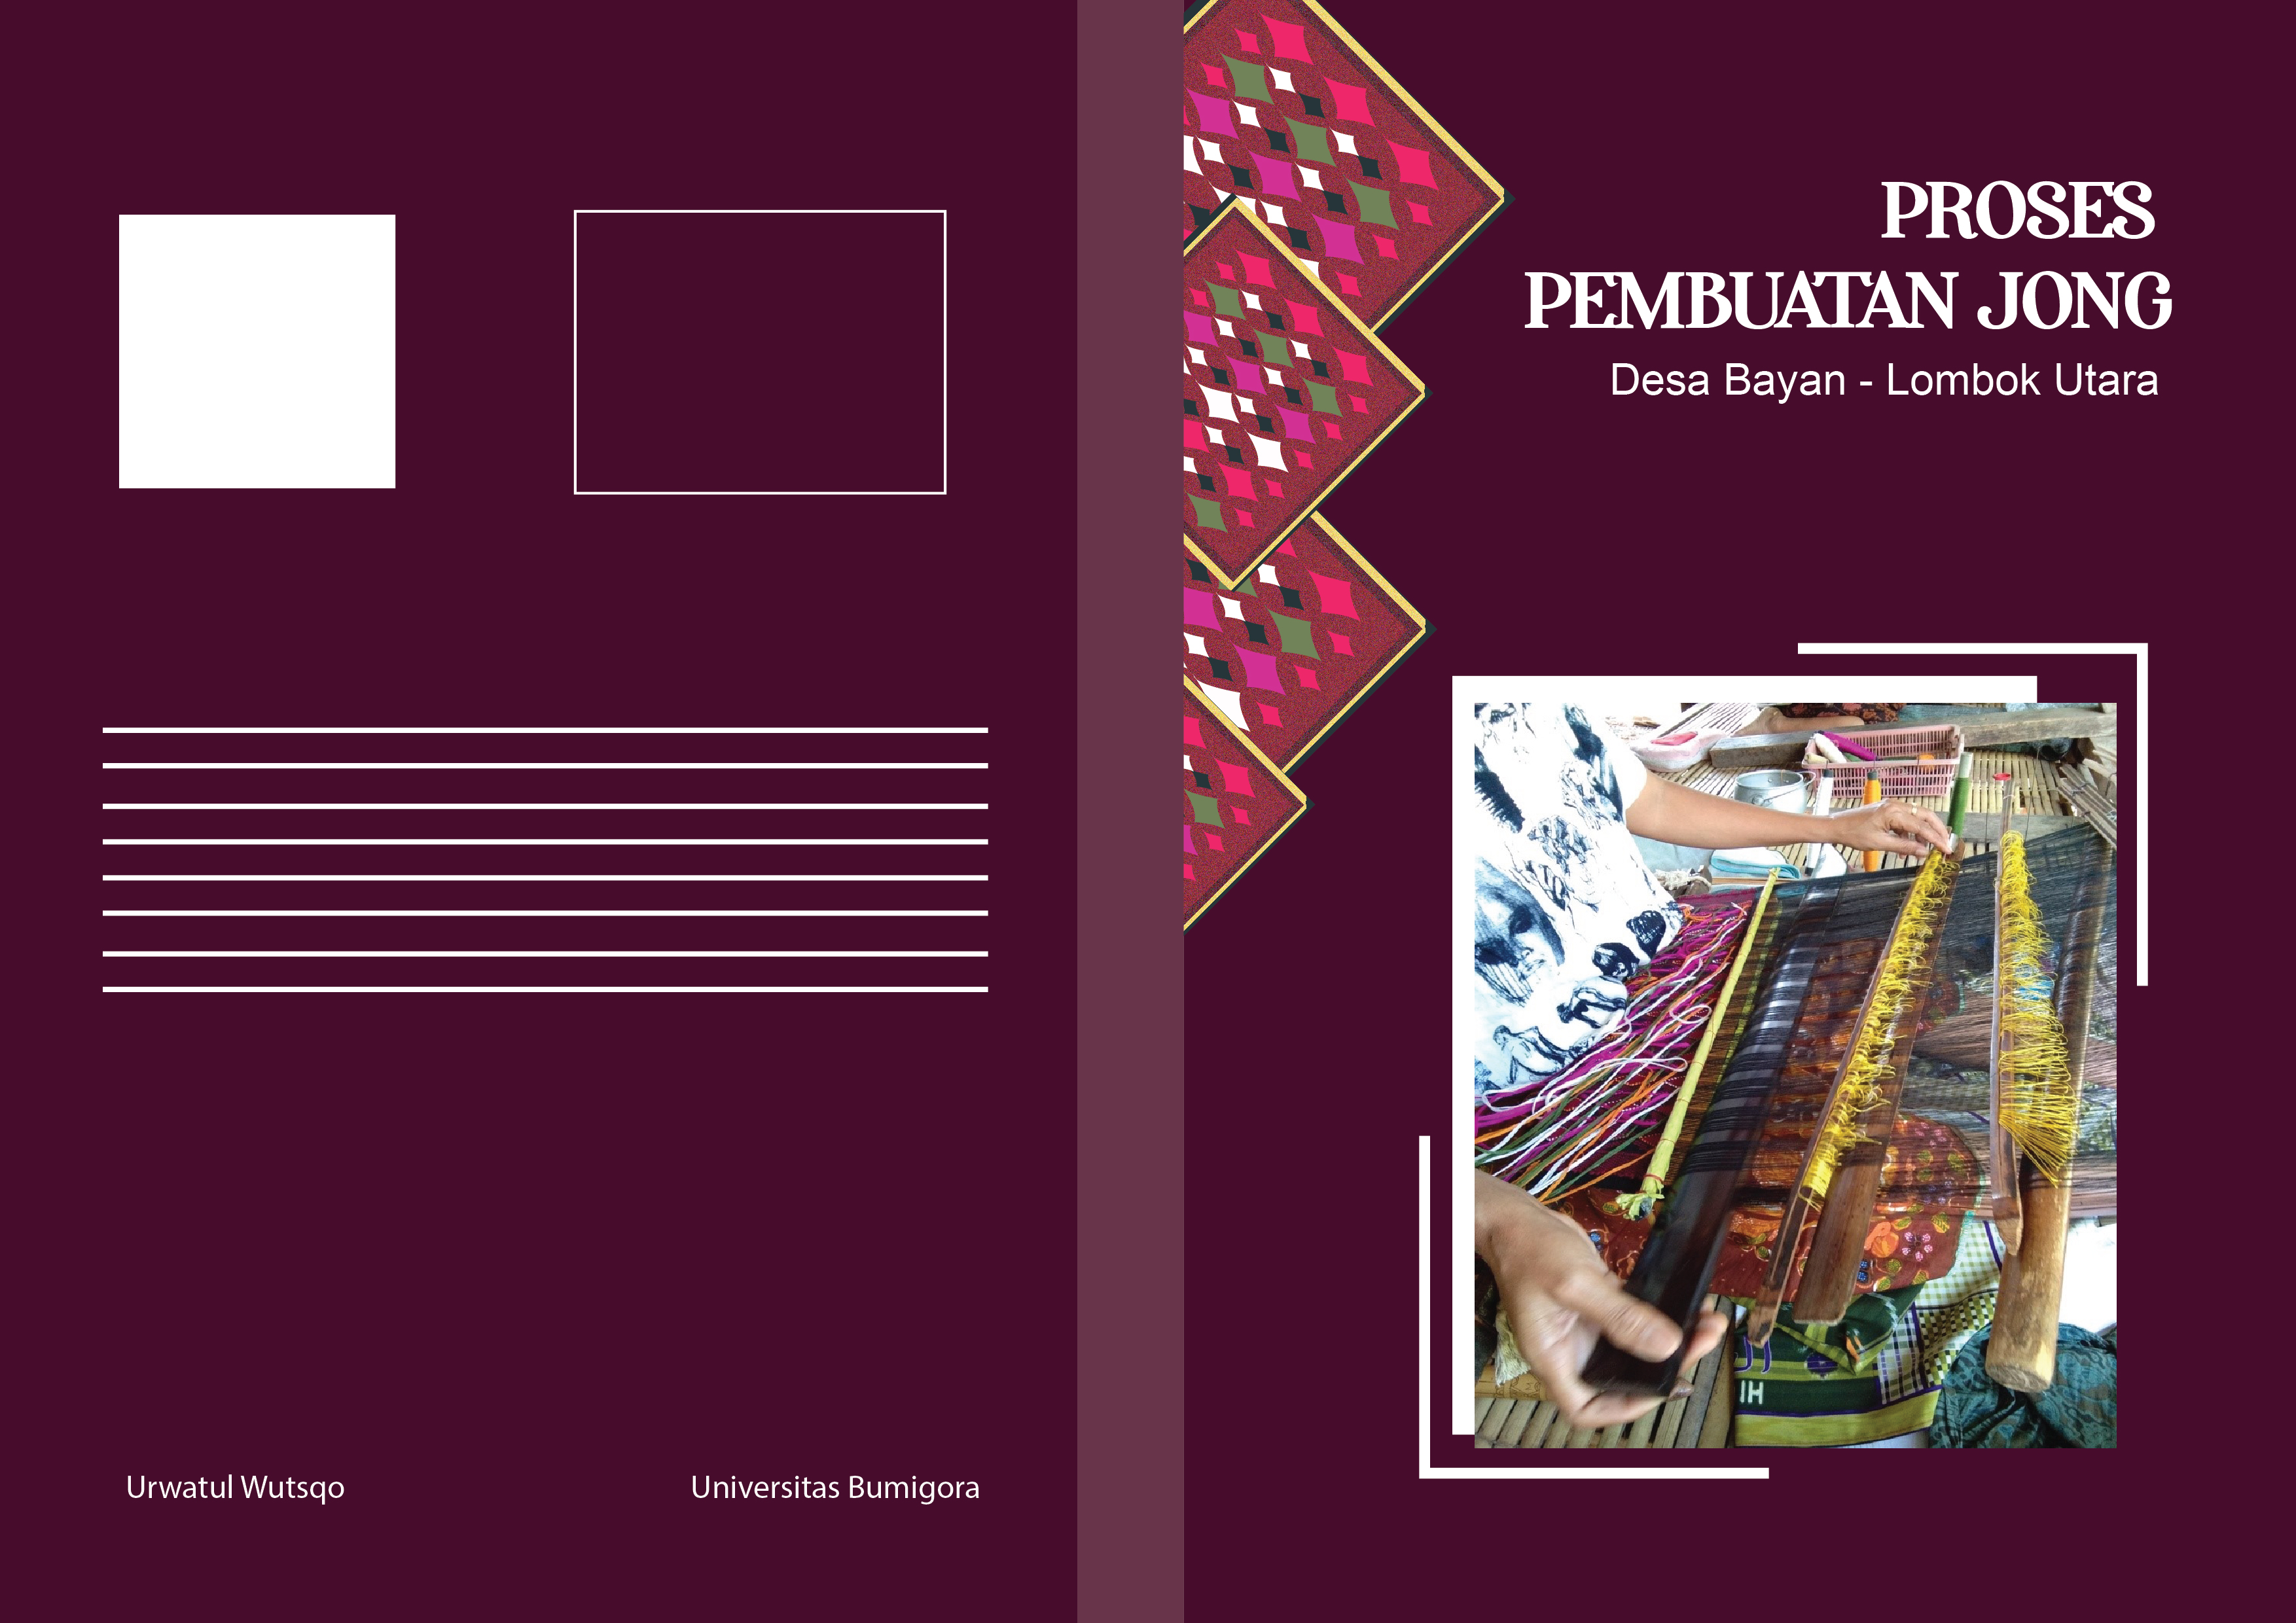 PROSES
PEMBUATAN JONG
Desa Bayan - Lombok Utara
Urwatul Wutsqo
Universitas Bumigora